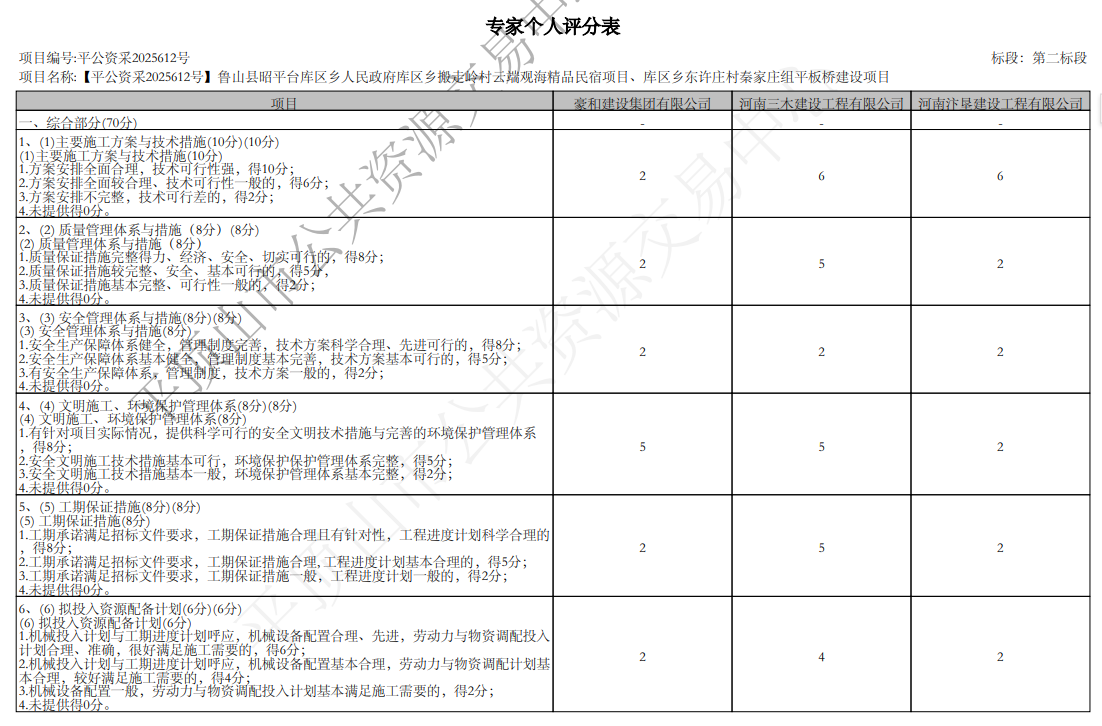 专家个人评分表
项目编号:平公资采2025612号
标段：第二标段
项目名称:【平公资采2025612号】鲁山县昭平台库区乡人民政府库区乡搬走岭村云端观海精品民宿项目、库区乡东许庄村秦家庄组平板桥建设项目
项目 豪和建设集团有限公司 河南三木建设工程有限公司 河南汴垦建设工程有限公司
一、综合部分(70分) - - -
1、(1)主要施工方案与技术措施(10分)(10分)
(1)主要施工方案与技术措施(10分)
1.方案安排全面合理，技术可行性强，得10分；
2.方案安排全面较合理、技术可行性一般的，得6分；
3.方案安排不完整，技术可行差的，得2分；
4.未提供得0分。
2 6 6
2、(2) 质量管理体系与措施（8分）(8分)
(2) 质量管理体系与措施（8分）
1.质量保证措施完整得力、经济、安全、切实可行的，得8分；
2.质量保证措施较完整、安全、基本可行的，得5分，
3.质量保证措施基本完整、可行性一般的，得2分；
4.未提供得0分。
2 5 2
3、(3) 安全管理体系与措施(8分)(8分)
(3) 安全管理体系与措施(8分)
1.安全生产保障体系健全，管理制度完善，技术方案科学合理、先进可行的，得8分；
2.安全生产保障体系基本健全，管理制度基本完善，技术方案基本可行的，得5分；
3.有安全生产保障体系，管理制度，技术方案一般的，得2分；
4.未提供得0分。
2 2 2
4、(4) 文明施工、环境保护管理体系(8分)(8分)
(4) 文明施工、环境保护管理体系(8分)
1.有针对项目实际情况，提供科学可行的安全文明技术措施与完善的环境保护管理体系
，得8分；
2.安全文明施工技术措施基本可行，环境保护保护管理体系完整，得5分；
3.安全文明施工技术措施基本一般，环境保护管理体系基本完整，得2分；
4.未提供得0分。
5 5 2
5、(5) 工期保证措施(8分)(8分)
(5) 工期保证措施(8分)
1.工期承诺满足招标文件要求，工期保证措施合理且有针对性，工程进度计划科学合理的
，得8分；
2.工期承诺满足招标文件要求，工期保证措施合理,工程进度计划基本合理的，得5分；
3.工期承诺满足招标文件要求，工期保证措施一般，工程进度计划一般的，得2分；
4.未提供得0分。
2 5 2
6、(6) 拟投入资源配备计划(6分)(6分)
(6) 拟投入资源配备计划(6分)
1.机械投入计划与工期进度计划呼应，机械设备配置合理、先进，劳动力与物资调配投入
计划合理、准确，很好满足施工需要的，得6分；
2.机械投入计划与工期进度计划呼应，机械设备配置基本合理，劳动力与物资调配计划基
本合理，较好满足施工需要的，得4分；
3.机械设备配置一般，劳动力与物资调配投入计划基本满足施工需要的，得2分；
4.未提供得0分。
2 4 2
平顶山市公共资源交易中心
平顶山市公共资源交易中心